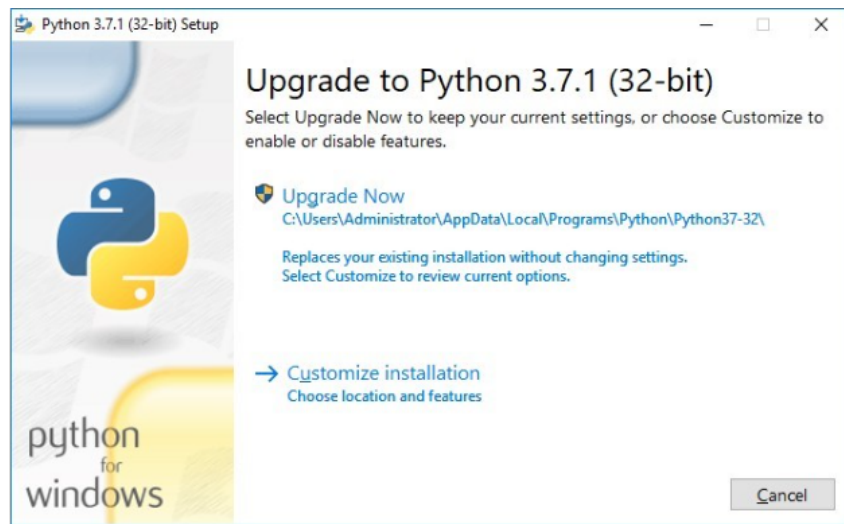 Python 3.7.1 (32-bit) Setup
Upgrade to Python 3.7.1 (32-bit)
Select Upgrade Now to keep your current settings, or choose Customize to
enable or disable features.
Upgrade Now
C:\Users\Administrator\AppData\Local\Programs\Python\Python37-32\
Replaces your existing installation without changing settings.
Select Customize to review current options.
Customize installation
Choose location and features
python
for
windows
Cancel